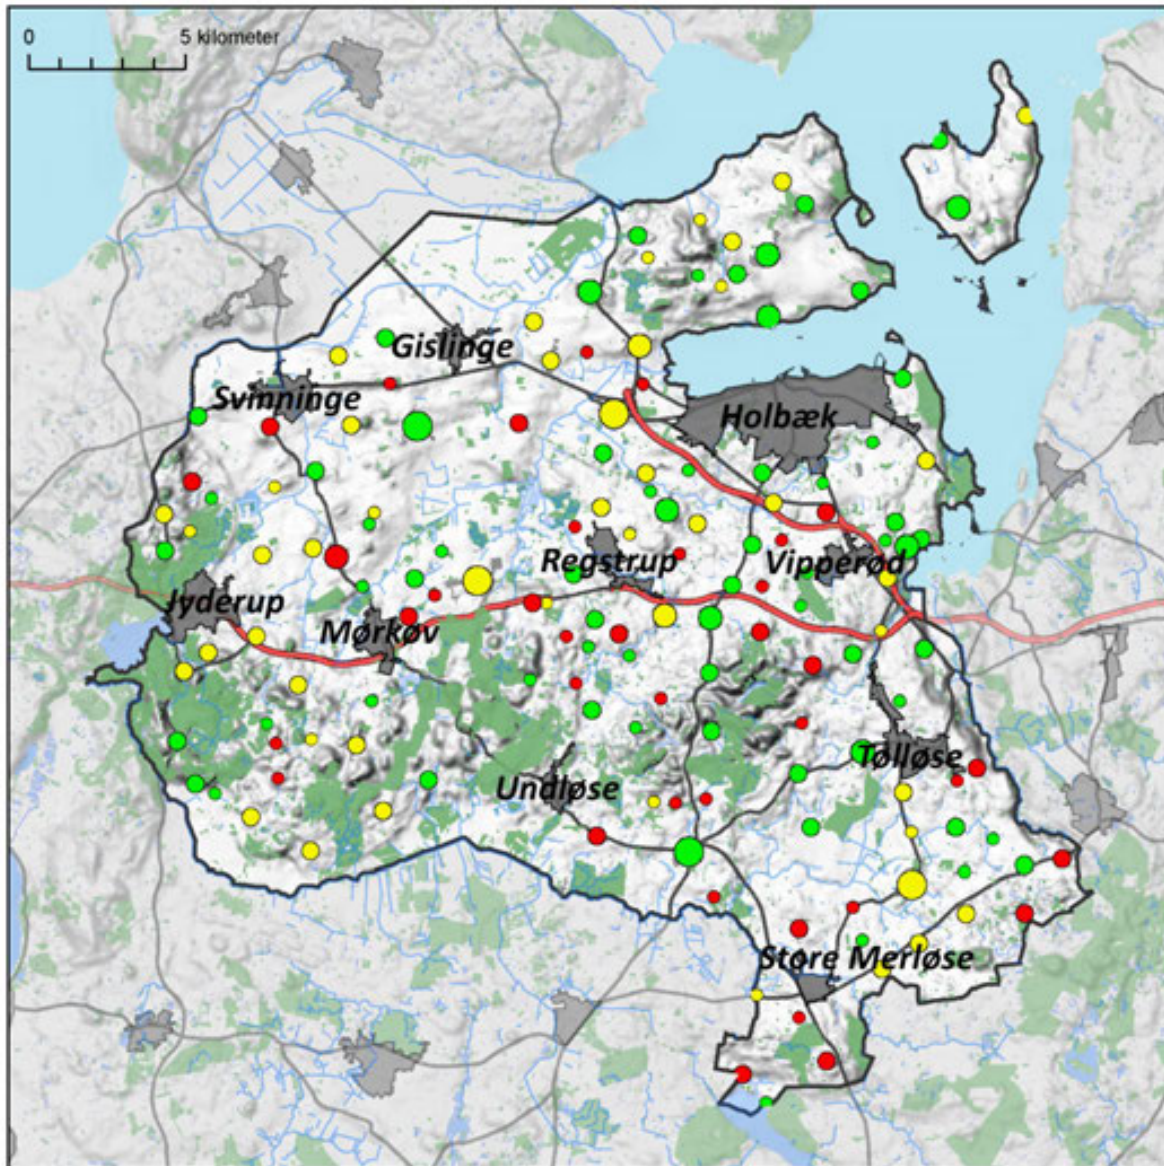 0 5 kilometer
Gislinge
Svinninge
Holbæk
Regstrup
Vipperød
Jyderup
Mørkøv
Tølløse
Undløse
Store Merløse